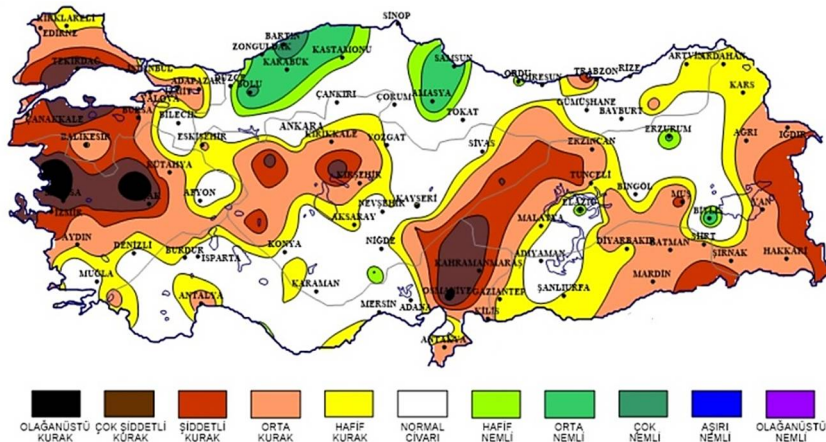 SİNOP
KIRKLARELİ
EDİRNE
BARTIN
ZONGULDAK
KASTAMONU
KARABÜK
SAMSUN
TEKİRDAĞ
İSTANBUL
ADAPAZARI
DÜZCE
BOLU
ORDU
GİRESUN
TRABZON
RİZE
ARTVİN
ARDAHAN
YALOVA
ÇANKIRI
ÇORUM
AMASYA
KARS
ÇANAKKALE
BURSA
BİLECİK
TOKAT
GÜMÜŞHANE
BAYBURT
BALIKESİR
ESKİŞEHİR
ANKARA
KIRIKKALE
YOZGAT
SİVAS
ERZİNCAN
ERZURUM
AĞRI
IĞDIR
KÜTAHYA
KIRŞEHİR
TUNCELİ
BİNGÖL
MUŞ
AFYON
NEVŞEHİR
KAYSERİ
ELAZIĞ
BİTLİS
VAN
İZMİR
AKSARAY
MALATYA
AYDIN
DENİZLİ
BURDUR
ISPARTA
KONYA
NİĞDE
DİYARBAKIR
BATMAN
SİİRT
ŞIRNAK
HAKKARİ
ADIYAMAN
KAHRAMANMARAŞ
MUĞLA
ANTALYA
KARAMAN
MERSİN
ADANA
OSMANİYE
GAZİANTEP
ŞANLIURFA
MARDİN
KİLİS
ANTAKYA
OLAĞANÜSTÜ
KURAK
ÇOK ŞİDDETLİ
KURAK
ŞİDDETLİ
KURAK
ORTA
KURAK
HAFİF
KURAK
NORMAL
CİVARI
HAFİF
NEMLİ
ORTA
NEMLİ
ÇOK
NEMLİ
AŞIRI
NEMLİ
OLAĞANÜSTÜ
NEMLİ